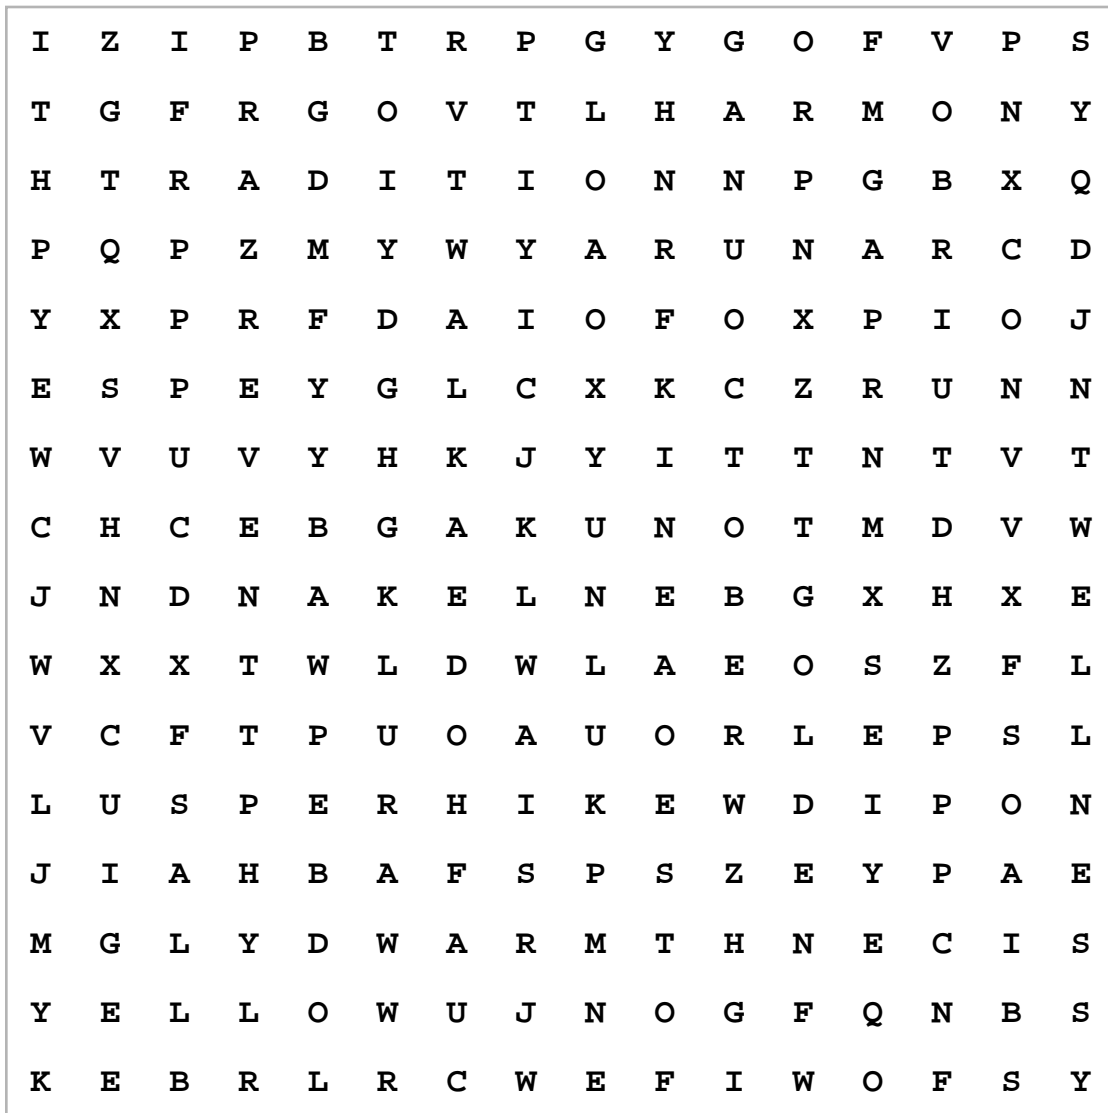 I Z I P B T R P G Y G O F V P S
T G F R G O V T L H A R M O N Y
H T R A D I T I O N N P G B X Q
P Q P Z M Y W Y A R U N A R C D
Y X P R F D A I O F O X P I O J
E S P E Y G L C X K C Z R U N N
W V U V Y H K J Y I T T N T V T
C H C E B G A K U N O T M D V W
J N D N A K E L N E B G X H X E
W X X T W L D W L A E O S Z F L
V C F T P U O A U O R L E P S L
L U S P E R H I K E W D I P O N
J I A H B A F S P S Z E Y P A E
M G L Y D W A R M T H N E C I S
Y E L L O W U J N O G F Q N B S
K E B R L R C W E F I W O F S Y